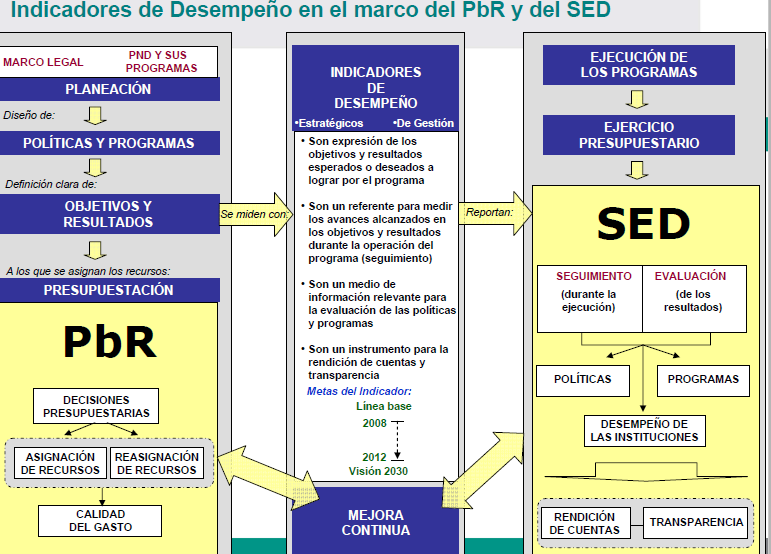 Indicadores de Desempeño en el marco del PbR y del SED
MARCO LEGAL
PND Y SUS
PROGRAMAS
PLANEACIÓN
Diseño de:
POLÍTICAS Y PROGRAMAS
Definición clara de:
OBJETIVOS Y
RESULTADOS
A los que se asignan los recursos:
PRESUPUESTACIÓN
PbR
DECISIONES
PRESUPUESTARIAS
ASIGNACIÓN
DE RECURSOS
REASIGNACIÓN
DE RECURSOS
CALIDAD
DEL GASTO
Se miden con:
INDICADORES
DE
DESEMPEÑO
•Estratégicos •De Gestión
• Son expresión de los
objetivos y resultados
esperados o deseados a
lograr por el programa
• Son un referente para medir
los avances alcanzados en
los objetivos y resultados
durante la operación del
programa (seguimiento)
• Son un medio de
información relevante para
la evaluación de las políticas
y programas
• Son un instrumento para la
rendición de cuentas y
transparencia
Metas del Indicador:
Línea base
2008
2012
Visión 2030
MEJORA
CONTINUA
Reportan:
EJECUCIÓN DE
LOS PROGRAMAS
EJERCICIO
PRESUPUESTARIO
SED
SEGUIMIENTO
(durante la
ejecución)
EVALUACIÓN
(de los
resultados)
POLÍTICAS
PROGRAMAS
DESEMPEÑO DE
LAS INSTITUCIONES
RENDICIÓN
DE CUENTAS
TRANSPARENCIA